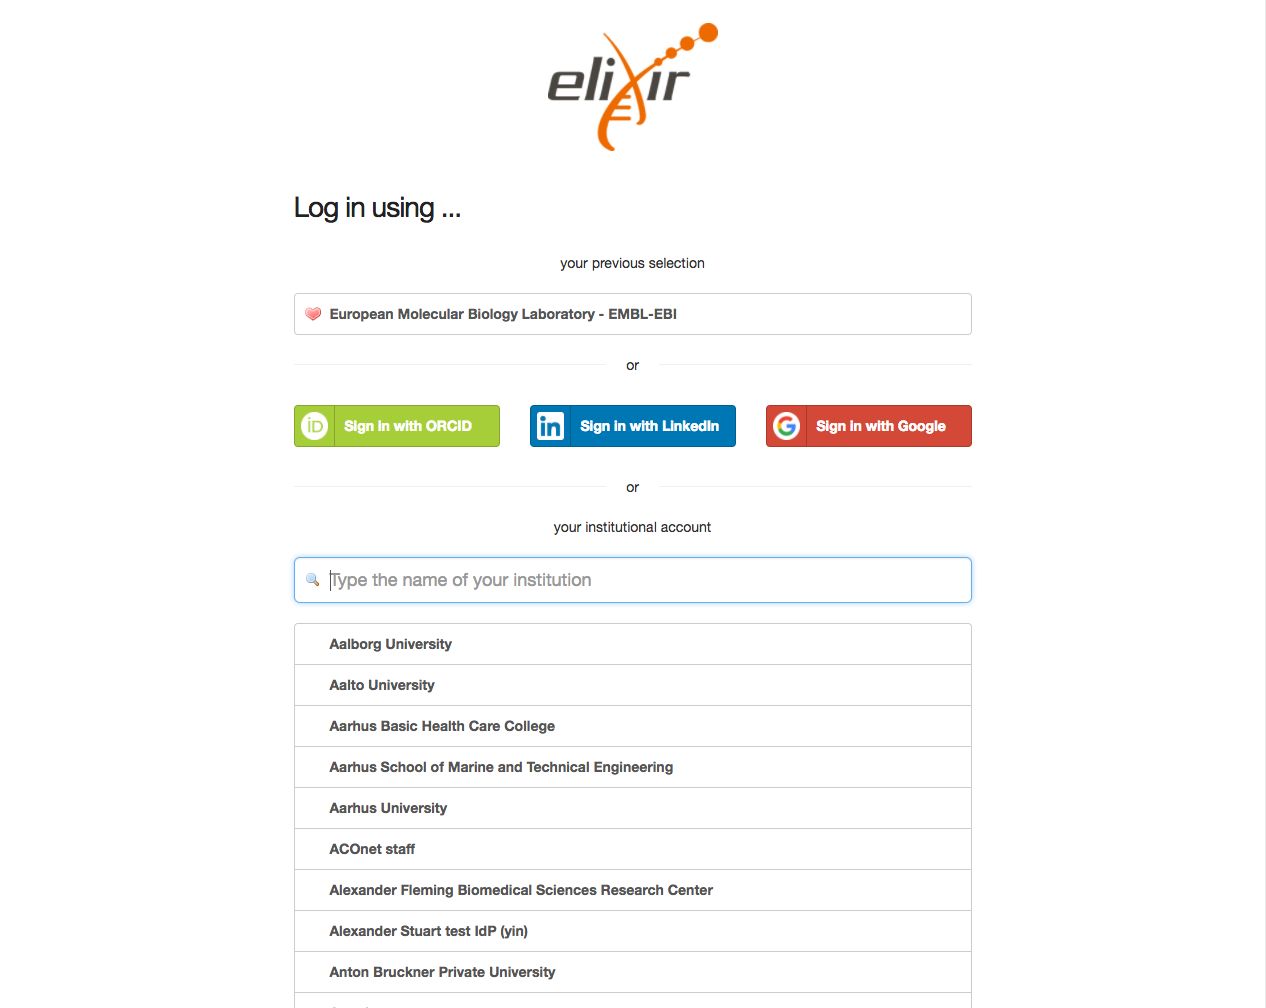 elixir
Log in using ...
your previous selection
European Molecular Biology Laboratory - EMBL-EBI
or
iD Sign in with ORCID
in Sign in with LinkedIn
G Sign in with Google
or
your institutional account
Type the name of your institution
Aalborg University
Aalto University
Aarhus Basic Health Care College
Aarhus School of Marine and Technical Engineering
Aarhus University
ACOnet staff
Alexander Fleming Biomedical Sciences Research Center
Alexander Stuart test IdP (yin)
Anton Bruckner Private University